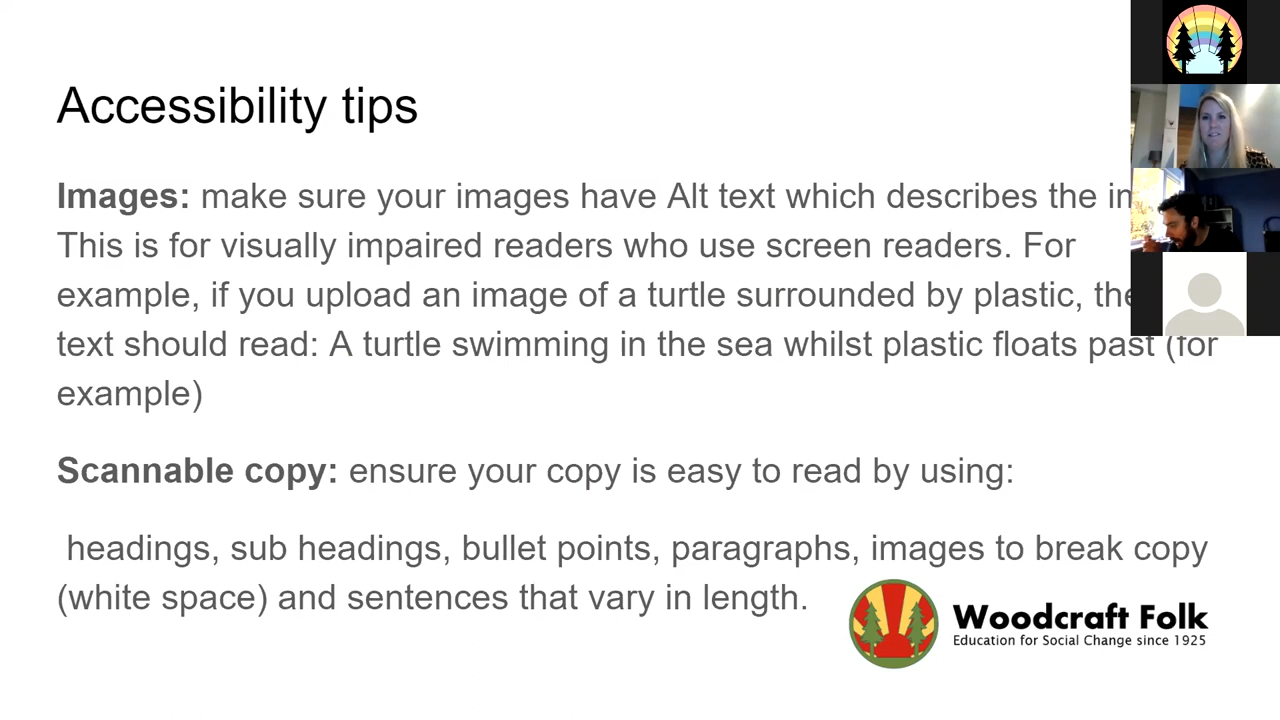 Accessibility tips
Images: make sure your images have Alt text which describes the
This is for visually impaired readers who use screen readers. For
example, if you upload an image of a turtle surrounded by plastic,
text should read: A turtle swimming in the sea whilst plastic floats past (for
example)
Scannable copy: ensure your copy is easy to read by using:
headings, sub headings, bullet points, paragraphs, images to break copy
(white space) and sentences that vary in length.
Woodcraft Folk
Education for Social Change since 1925